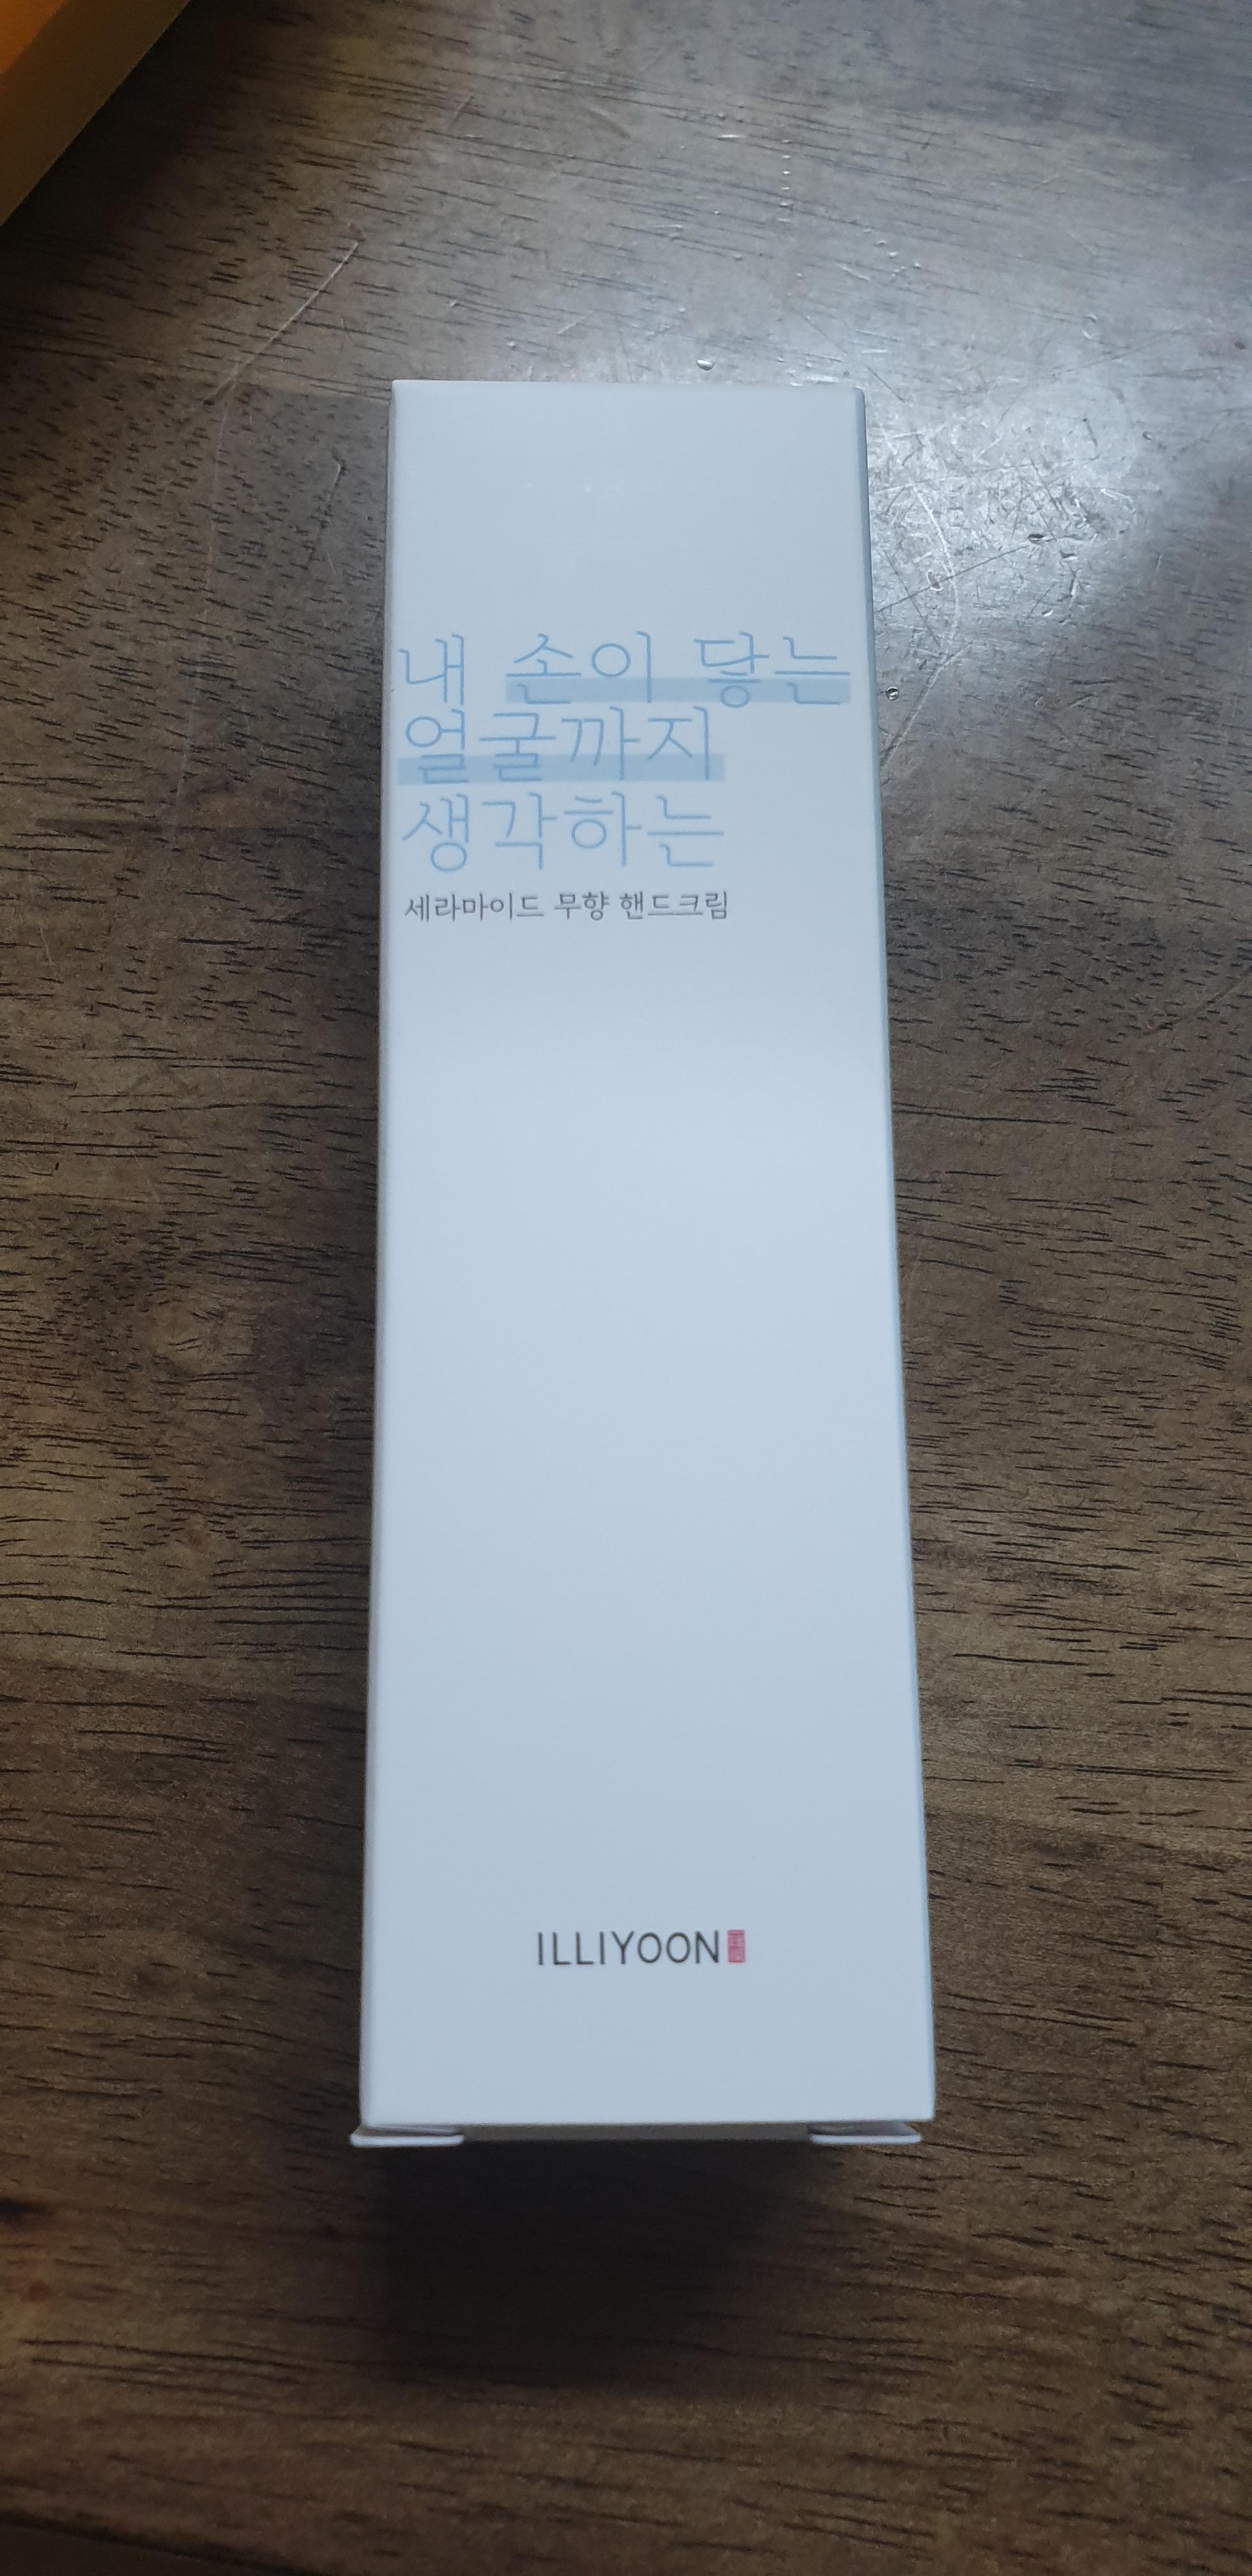 내 손이 닿는
얼굴까지
생각하는
세라마이드 무향 핸드크림
ILLIYOON